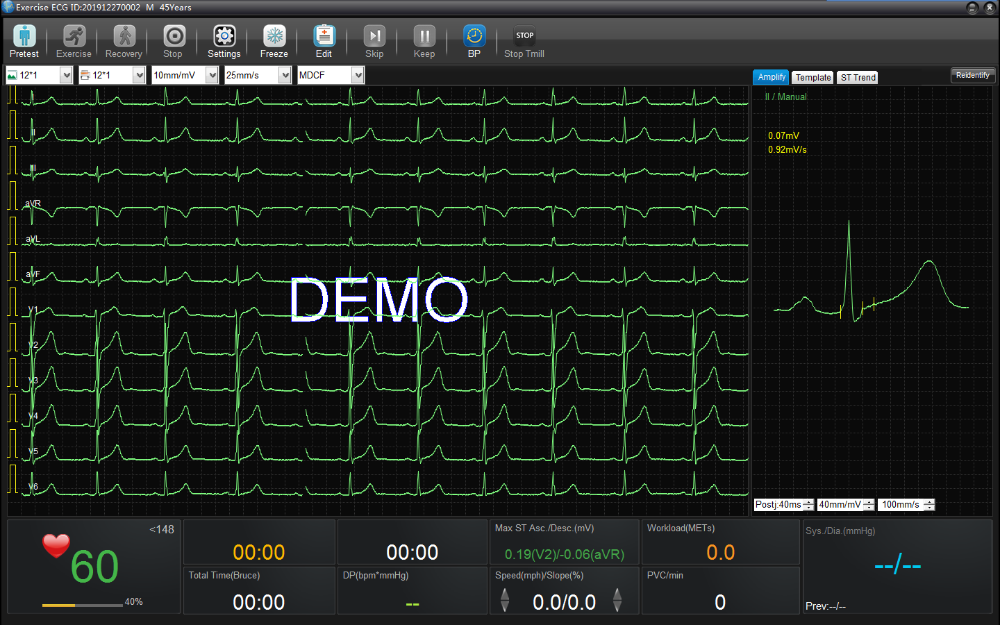 Exercise ECG ID:201912270002 M 45Years
Pretest Exercise Recovery Stop Settings Freeze Edit Skip Keep BP STOP Stop Tmill
12*1 12*1 10mm/mV 25mm/s MDCF
Amplify Template ST Trend Reidentify
II / Manual
0.07mV
0.92mV/s
I
II
III
aVR
aVL
aVF
V1
V2
V3
V4
V5
V6
DEMO
Postj:40ms 40mm/mV 100mm/s
<148
60
40%
00:00
Total Time(Bruce)
00:00
00:00
DP(bpm*mmHg)
--
Max ST Asc./Desc.(mV)
0.19(V2)/-0.06(aVR)
Speed(mph)/Slope(%)
0.0/0.0
Workload(METs)
0.0
PVC/min
0
Sys./Dia.(mmHg)
--/--
Prev:--/--